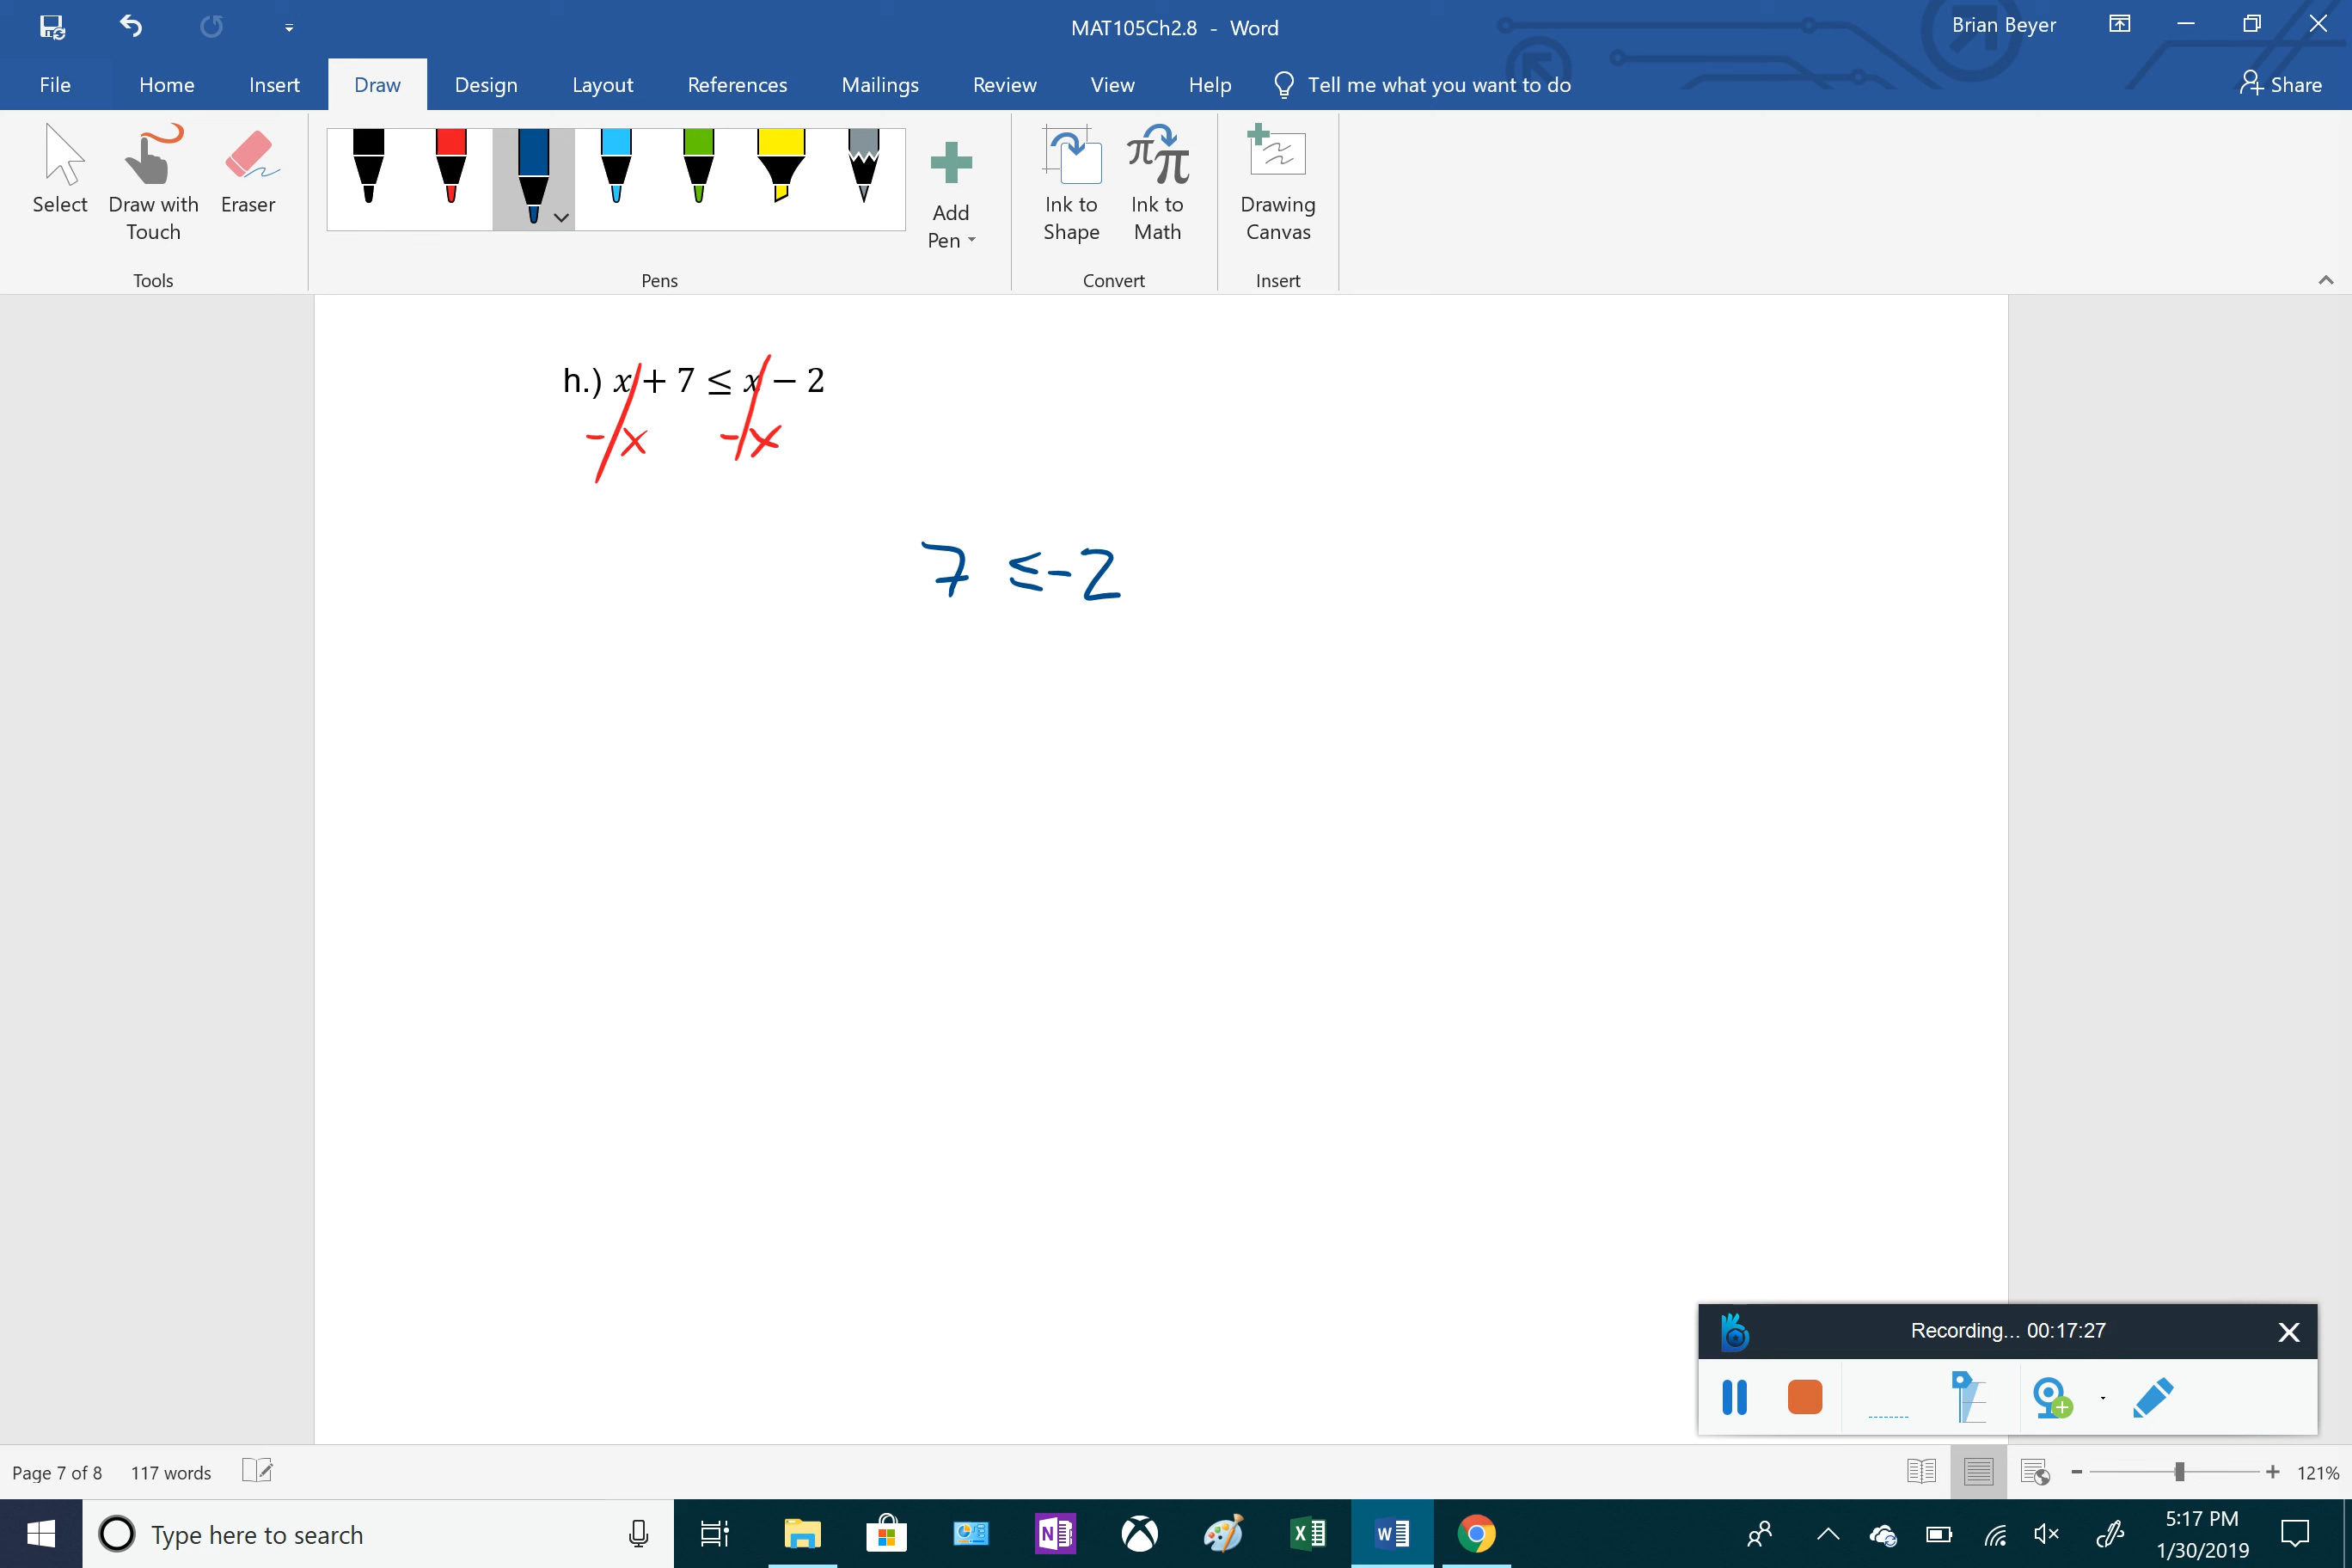 MAT105Ch2.8 - Word
Brian Beyer
File Home Insert Draw Design Layout References Mailings Review View Help Tell me what you want to do Share
Select Draw with Touch Eraser
Add Pen
Ink to Shape Ink to Math
Drawing Canvas
Tools Pens Convert Insert
h.) x + 7 ≤ x − 2
-x -x
7 ≤ -2
Recording... 00:17:27
Page 7 of 8 117 words 121%
Type here to search
5:17 PM
1/30/2019